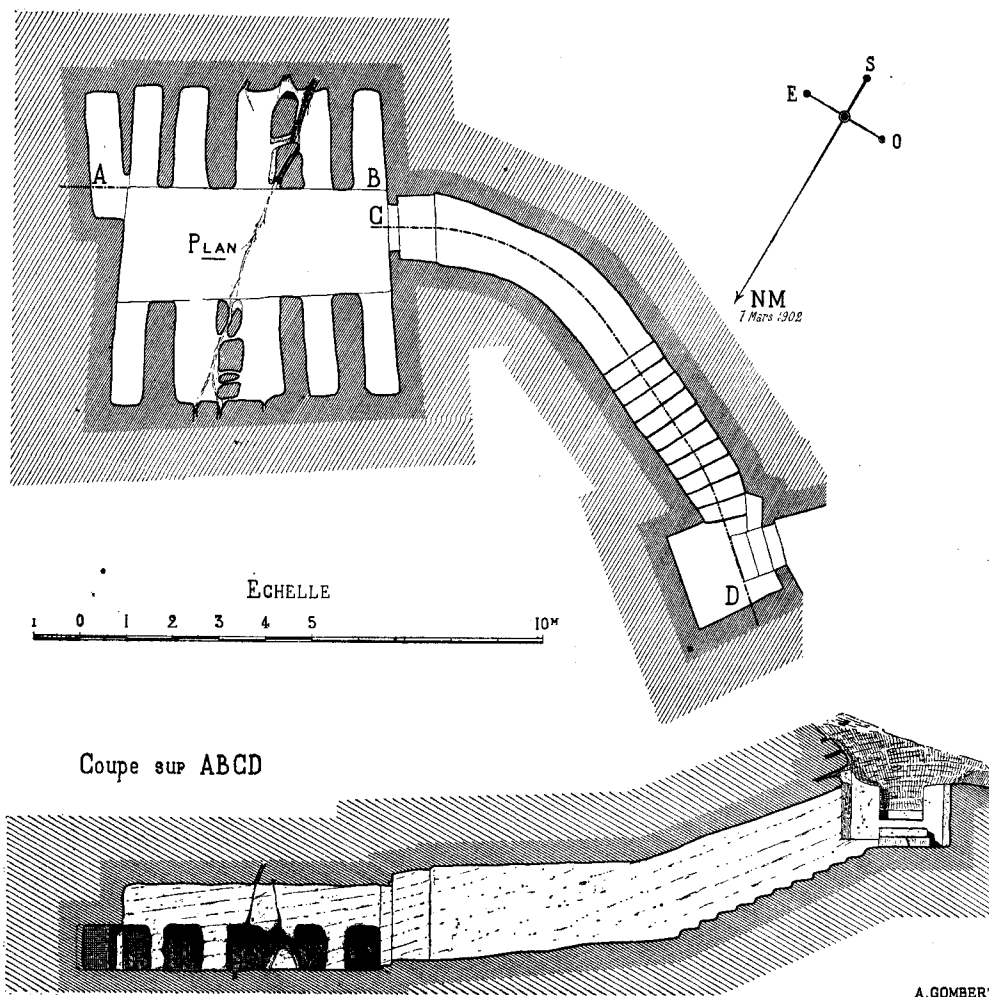 S
E
O
A
B
C
PLAN
NM
7 Mars 1902
D
ECHELLE
1 0 1 2 3 4 5 10M
Coupe sur ABCD
A.GOMBERT